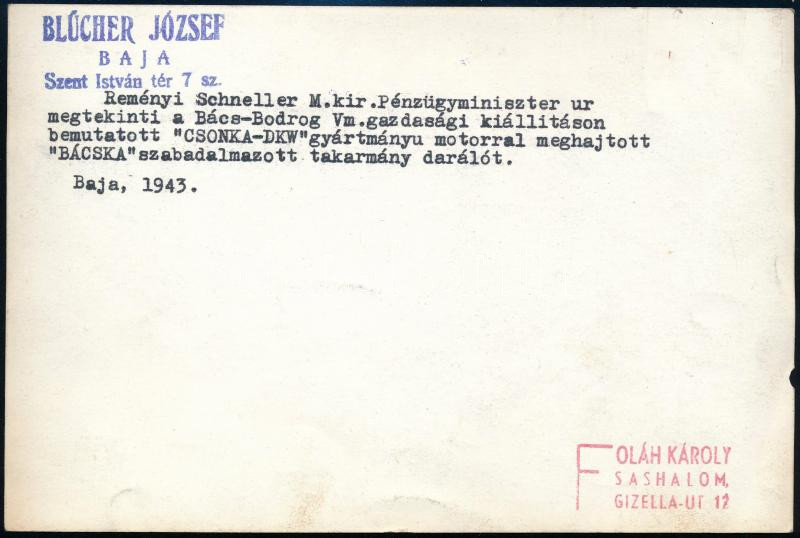 BLÜCHER JÓZSEF
BAJA
Szent István tér 7 sz.
Reményi Schneller M.kir.Pénzügyminiszter ur
megtekinti a Bács-Bodrog Vm.gazdasági kiállitáson
bemutatott "CSONKA-DKW"gyártmányu motorral meghajtott
"BÁCSKA"szabadalmazott takarmány darálót.
Baja, 1943.
F OLÁH KÁROLY
SASHALOM,
GIZELLA-UT 12